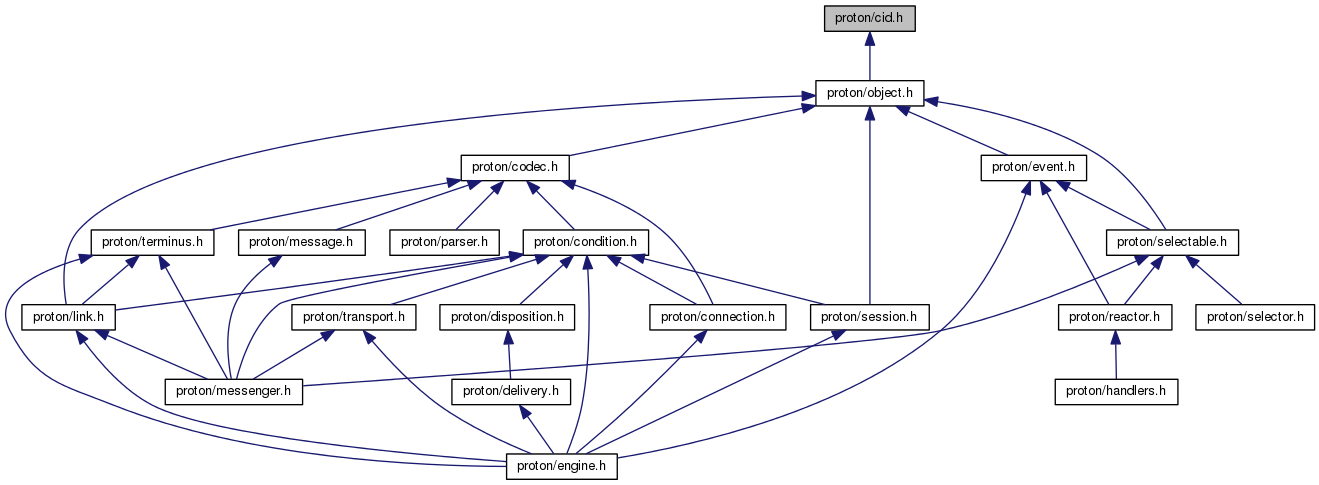 proton/cid.h
proton/object.h
proton/codec.h
proton/event.h
proton/terminus.h
proton/message.h
proton/parser.h
proton/condition.h
proton/selectable.h
proton/link.h
proton/transport.h
proton/disposition.h
proton/connection.h
proton/session.h
proton/reactor.h
proton/selector.h
proton/messenger.h
proton/delivery.h
proton/handlers.h
proton/engine.h